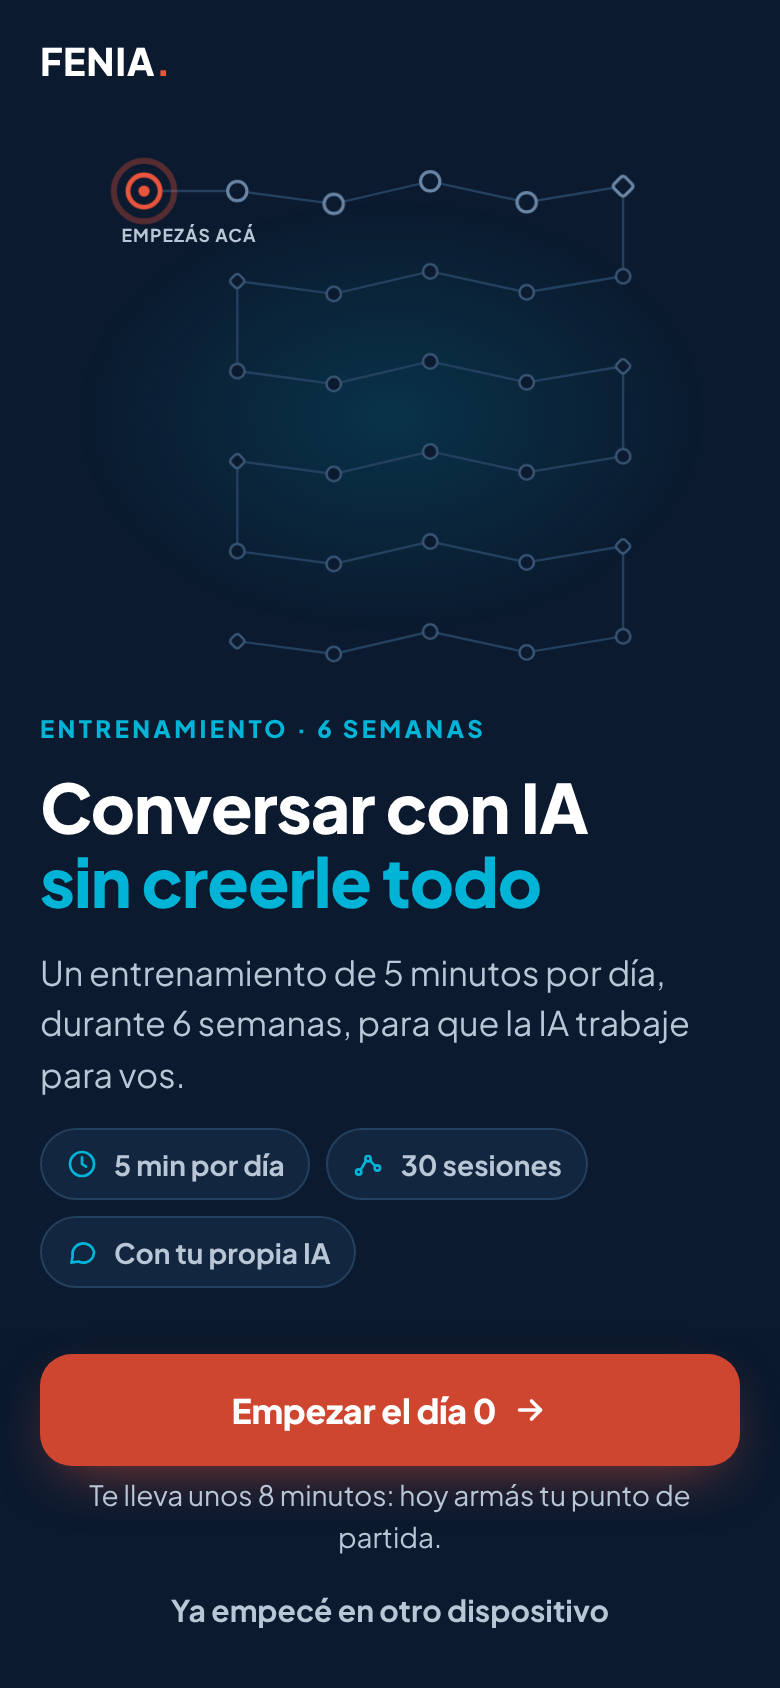 FENIA.
EMPEZÁS ACÁ
ENTRENAMIENTO · 6 SEMANAS
Conversar con IA
sin creerle todo
Un entrenamiento de 5 minutos por día,
durante 6 semanas, para que la IA trabaje
para vos.
5 min por día
30 sesiones
Con tu propia IA
Empezar el día 0 →
Te lleva unos 8 minutos: hoy armás tu punto de
partida.
Ya empecé en otro dispositivo